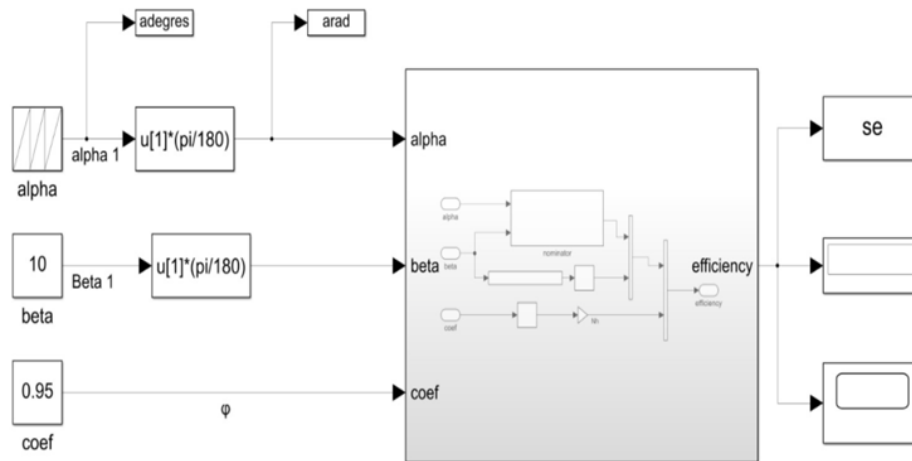 adegres
arad
alpha 1
u[1]*(pi/180)
alpha
alpha
se
alpha
nominator
10
Beta 1
u[1]*(pi/180)
beta
beta
beta
efficiency
efficiency
coef
Nh
0.95
φ
coef
coef